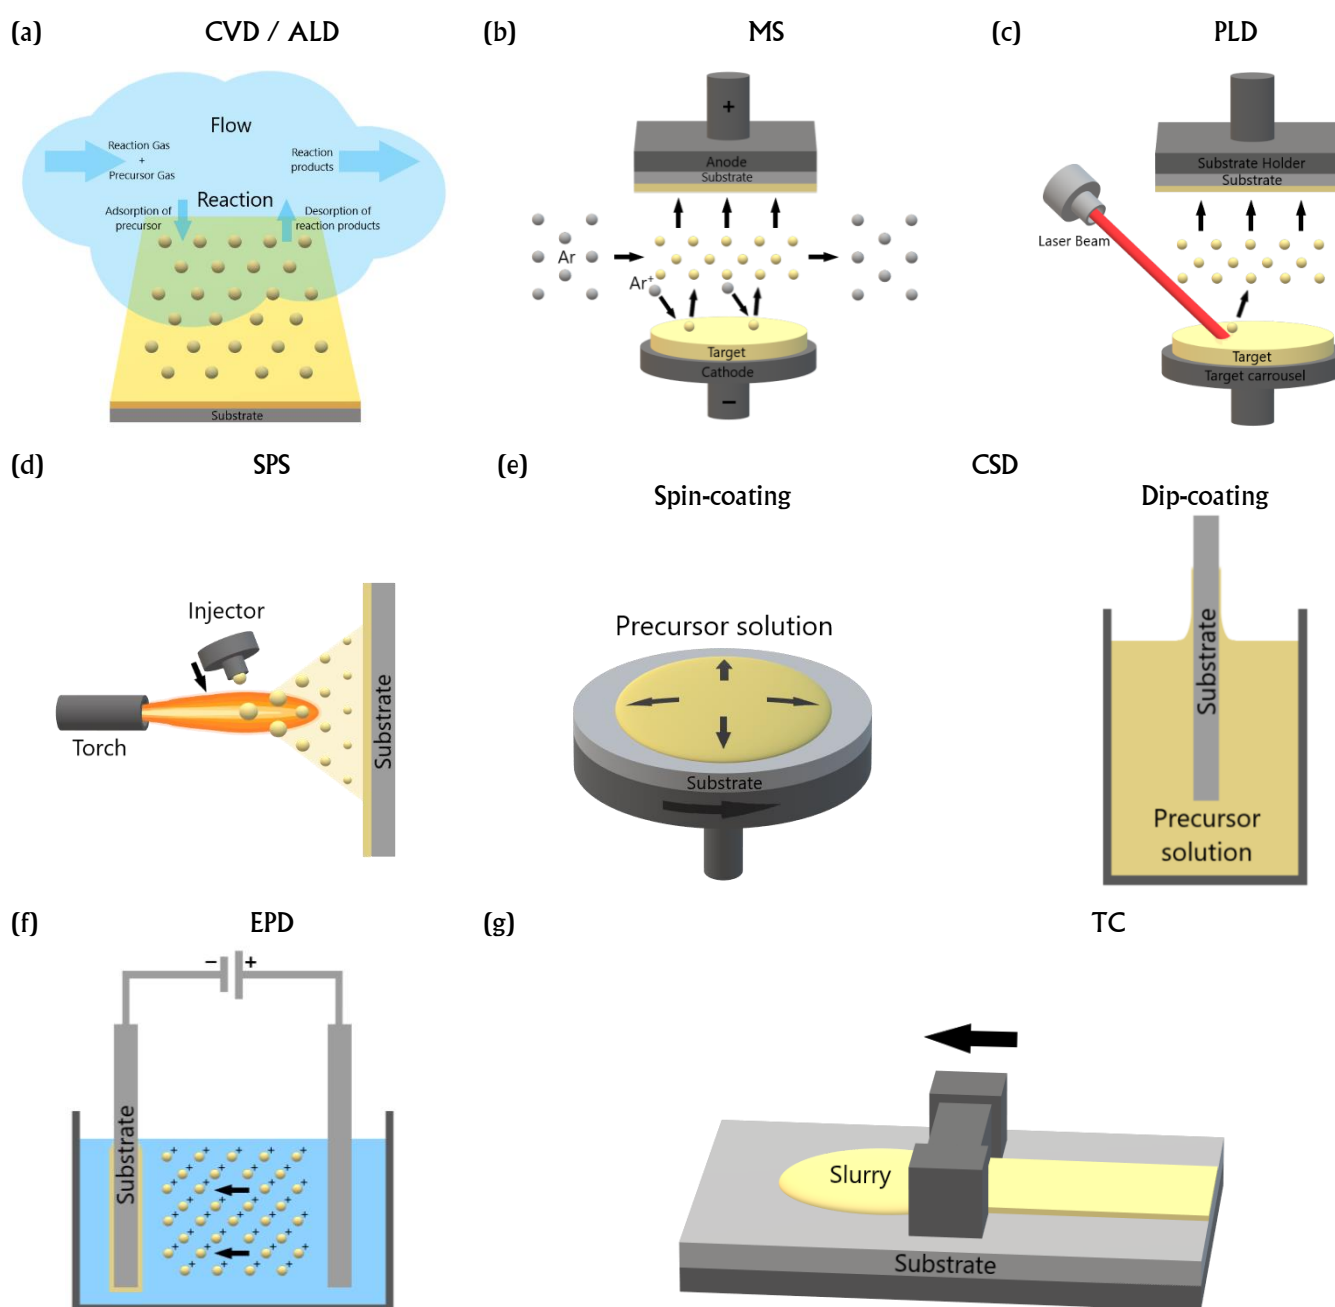 (a) CVD / ALD
Flow
Reaction Gas
+
Precursor Gas
Reaction
products
Reaction
Adsorption of
precursor
Desorption of
reaction products
Substrate
(b) MS
+
Anode
Substrate
Ar
Ar+
Target
Cathode
−
(c) PLD
Substrate Holder
Substrate
Laser Beam
Target
Target carrousel
(d) SPS
Injector
Torch
Substrate
(e) CSD
Spin-coating
Precursor solution
Substrate
Dip-coating
Substrate
Precursor
solution
(f) EPD
− +
Substrate
+ + + + +
+ + + +
+ + + + +
+ + + +
+ + + + +
+ + + +
+ + + + +
+ + + +
(g) TC
Slurry
Substrate